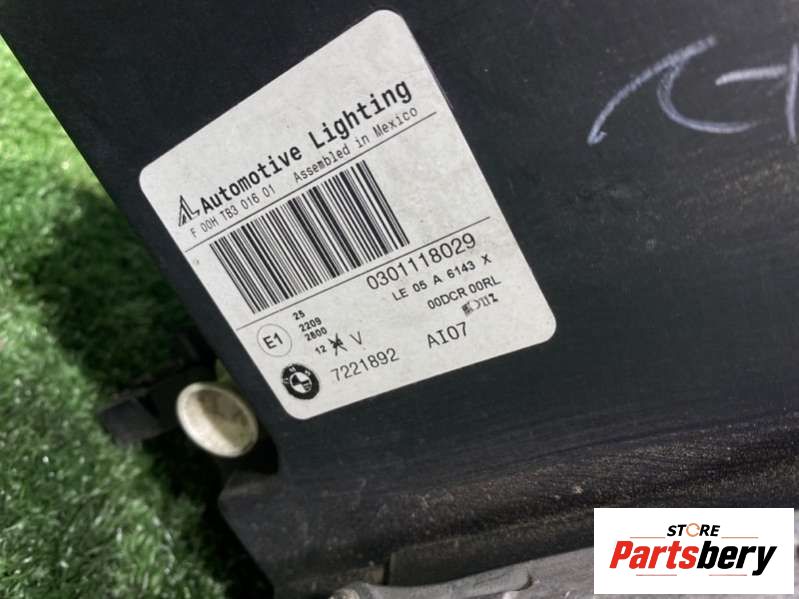 Automotive Lighting
F 00H TB3 016 01 Assembled in Mexico
0301118029
LE 05 A 6143 X
00DCR 00RL
E1
25
2209
2800
12 V
7221892 AI07
STORE
Partsbery